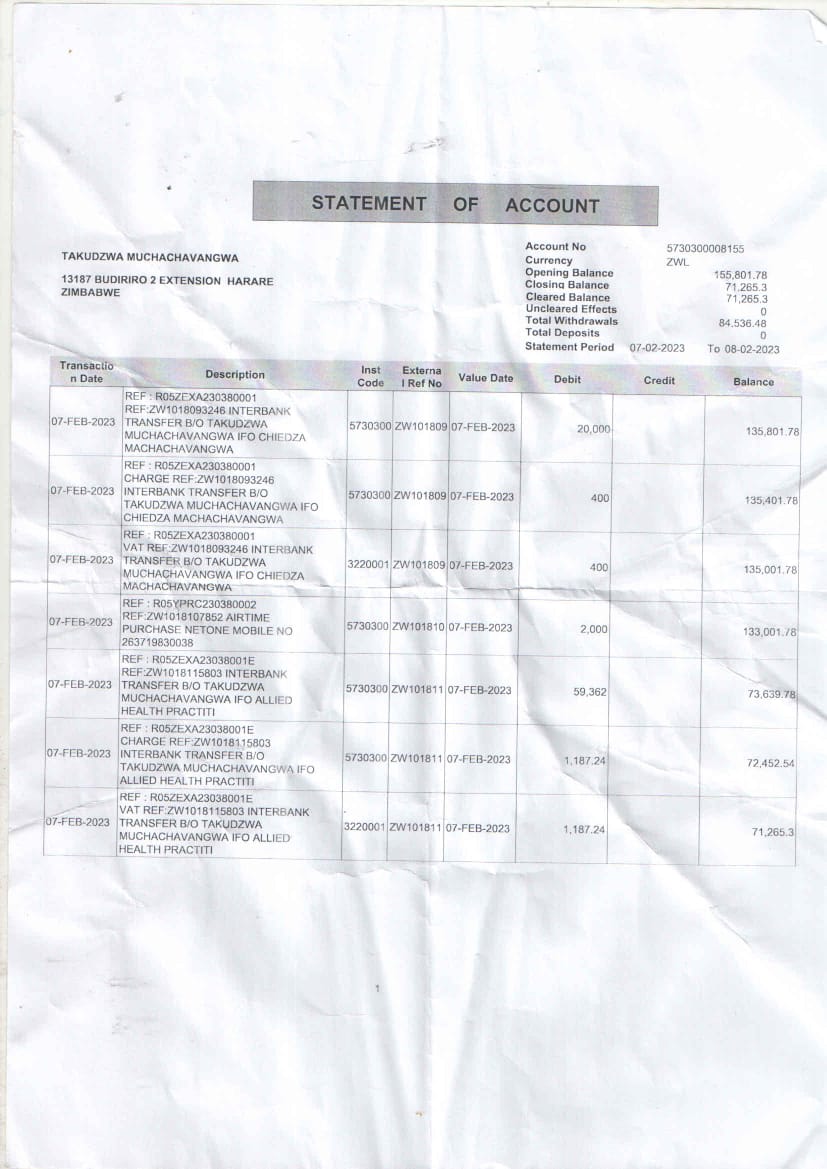 STATEMENT OF ACCOUNT
TAKUDZWA MUCHACHAVANGWA
13187 BUDIRIRO 2 EXTENSION HARARE
ZIMBABWE
Account No 5730300008155
Currency ZWL
Opening Balance 155,801.78
Closing Balance 71,265.3
Cleared Balance 71,265.3
Uncleared Effects 0
Total Withdrawals 84,536.48
Total Deposits 0
Statement Period 07-02-2023 To 08-02-2023
Transactio
n Date
Description
Inst
Code
Externa
l Ref No
Value Date
Debit
Credit
Balance
07-FEB-2023
REF : R05ZEXA230380001
REF:ZW1018093246 INTERBANK
TRANSFER B/O TAKUDZWA
MUCHACHAVANGWA IFO CHIEDZA
MACHACHAVANGWA
5730300 ZW101809 07-FEB-2023 20,000 135,801.78
07-FEB-2023
REF : R05ZEXA230380001
CHARGE REF:ZW1018093246
INTERBANK TRANSFER B/O
TAKUDZWA MUCHACHAVANGWA IFO
CHIEDZA MACHACHAVANGWA
5730300 ZW101809 07-FEB-2023 400 135,401.78
07-FEB-2023
REF : R05ZEXA230380001
VAT REF:ZW1018093246 INTERBANK
TRANSFER B/O TAKUDZWA
MUCHACHAVANGWA IFO CHIEDZA
MACHACHAVANGWA
3220001 ZW101809 07-FEB-2023 400 135,001.78
07-FEB-2023
REF : R05YPRC230380002
REF:ZW1018107852 AIRTIME
PURCHASE NETONE MOBILE NO
263719830038
5730300 ZW101810 07-FEB-2023 2,000 133,001.78
07-FEB-2023
REF : R05ZEXA23038001E
REF:ZW1018115803 INTERBANK
TRANSFER B/O TAKUDZWA
MUCHACHAVANGWA IFO ALLIED
HEALTH PRACTITI
5730300 ZW101811 07-FEB-2023 59,362 73,639.78
07-FEB-2023
REF : R05ZEXA23038001E
CHARGE REF:ZW1018115803
INTERBANK TRANSFER B/O
TAKUDZWA MUCHACHAVANGWA IFO
ALLIED HEALTH PRACTITI
5730300 ZW101811 07-FEB-2023 1,187.24 72,452.54
07-FEB-2023
REF : R05ZEXA23038001E
VAT REF:ZW1018115803 INTERBANK
TRANSFER B/O TAKUDZWA
MUCHACHAVANGWA IFO ALLIED
HEALTH PRACTITI
3220001 ZW101811 07-FEB-2023 1,187.24 71,265.3
1